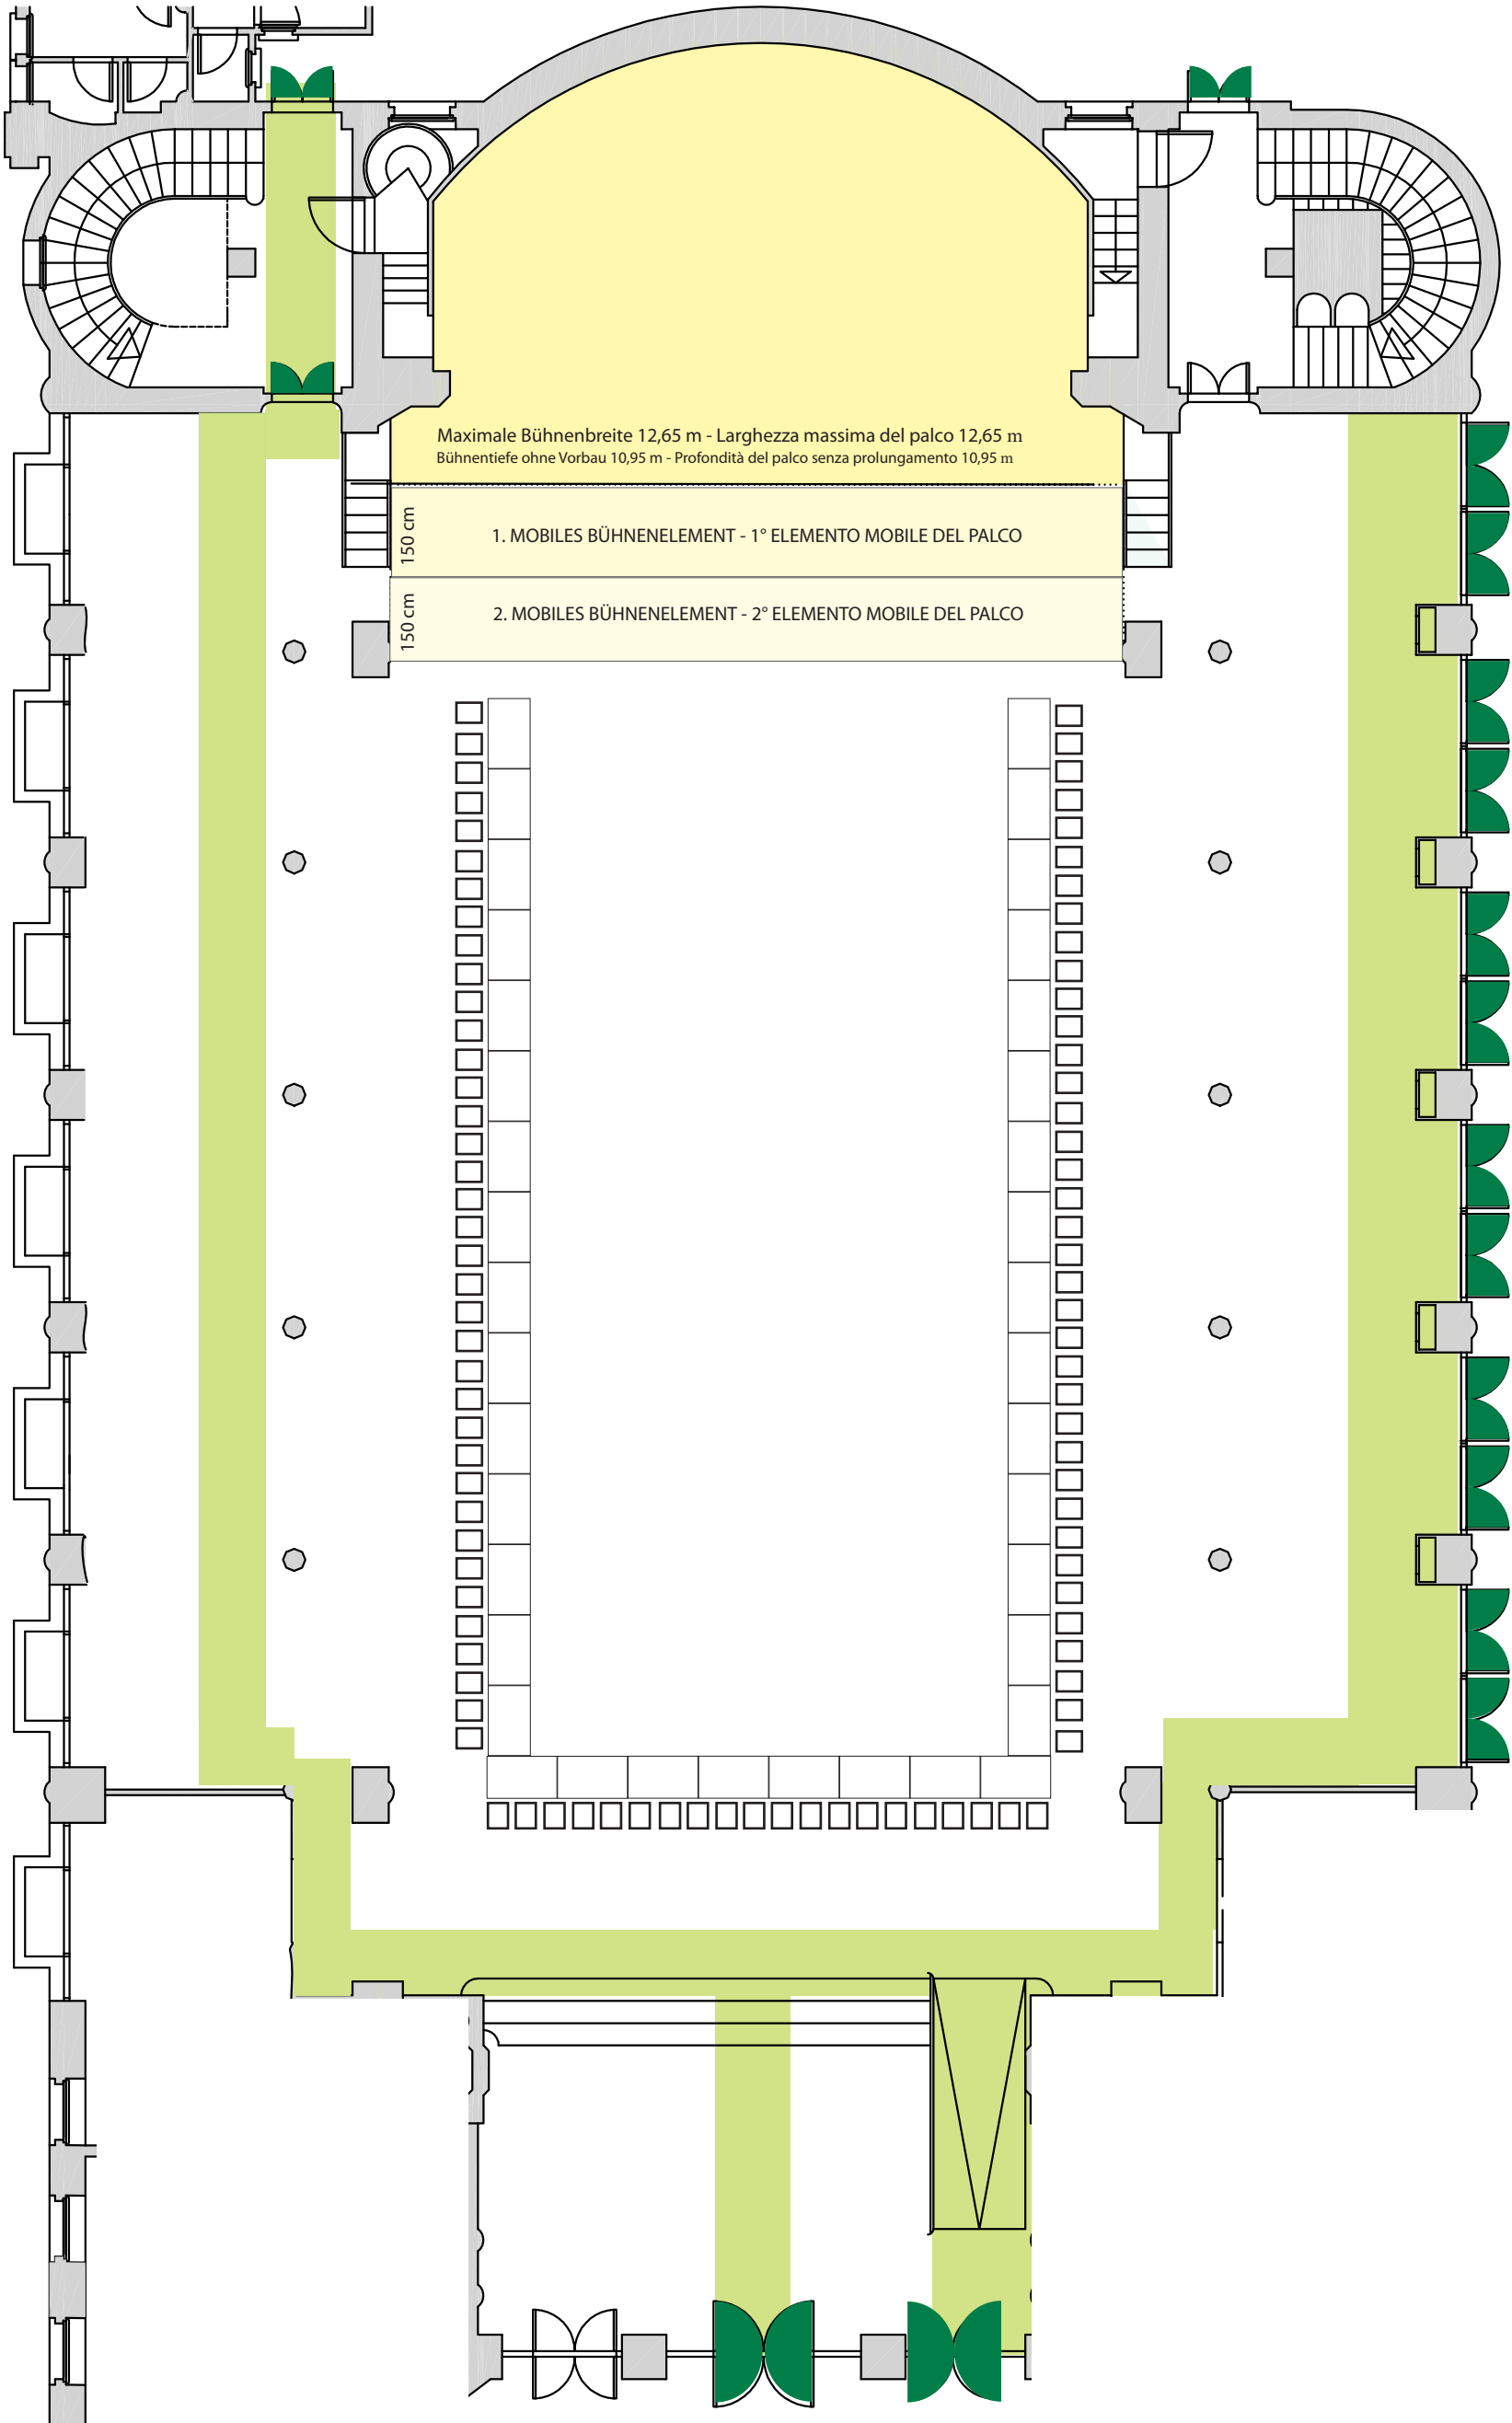 Maximale Bühnenbreite 12,65 m - Larghezza massima del palco 12,65 m
Bühnentiefe ohne Vorbau 10,95 m - Profondità del palco senza prolungamento 10,95 m
150 cm
1. MOBILES BÜHNENELEMENT - 1° ELEMENTO MOBILE DEL PALCO
150 cm
2. MOBILES BÜHNENELEMENT - 2° ELEMENTO MOBILE DEL PALCO